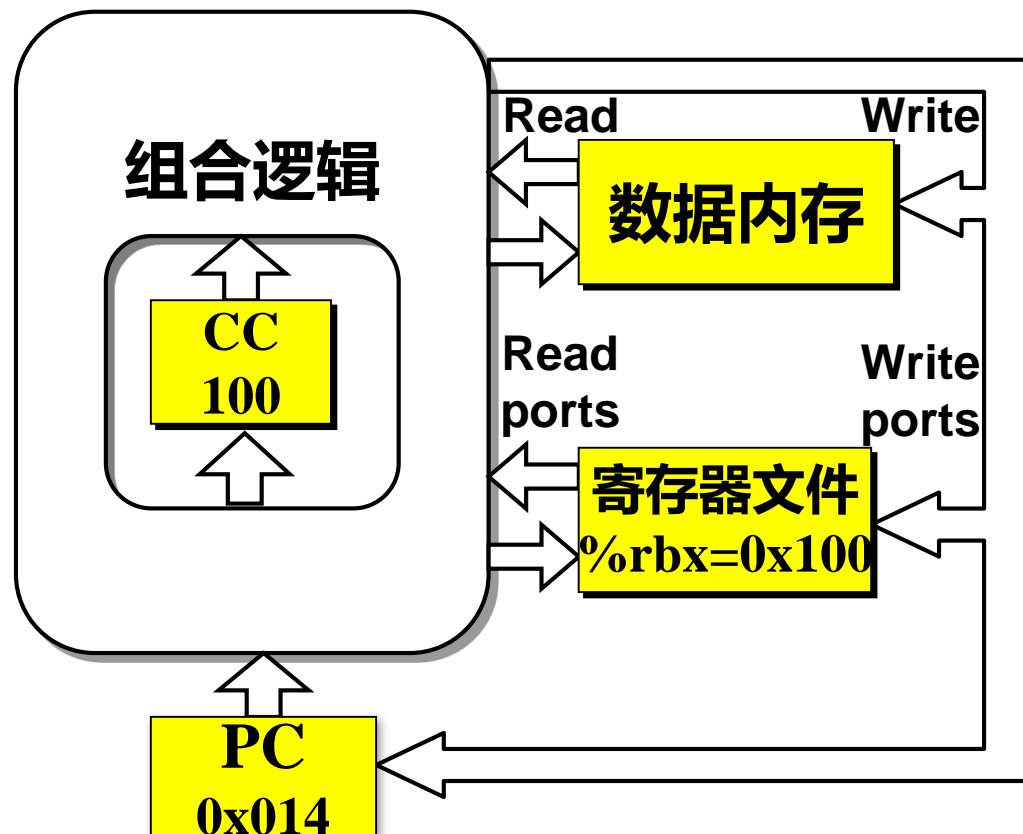 组合逻辑
CC
100
Read
Write
数据内存
Read
ports
Write
ports
寄存器文件
%rbx=0x100
PC
0x014